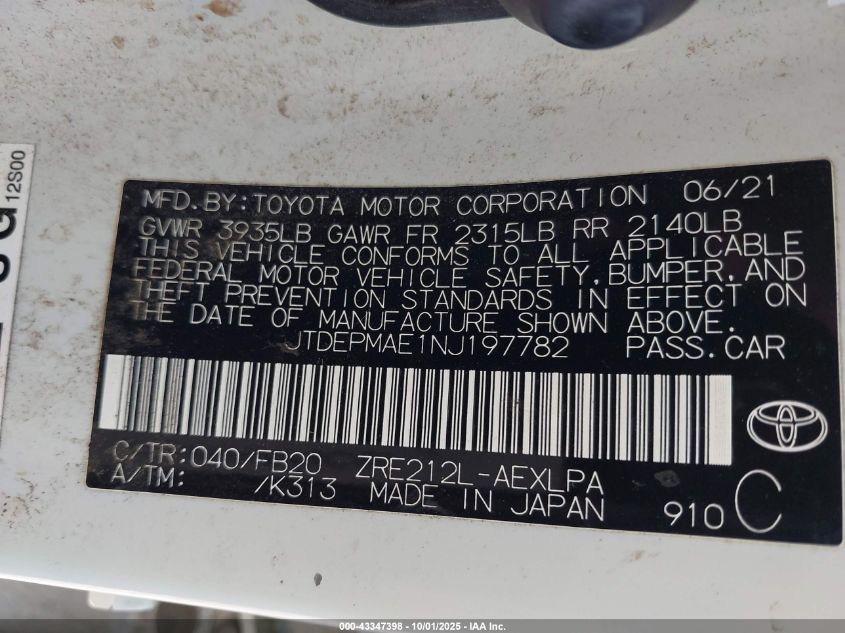 12S00
MFD.BY:TOYOTA MOTOR CORPORATION 06/21
GVWR 3935LB GAWR FR 2315LB RR 2140LB
THIS VEHICLE CONFORMS TO ALL APPLICABLE
FEDERAL MOTOR VEHICLE SAFETY,BUMPER,AND
THEFT PREVENTION STANDARDS IN EFFECT ON
THE DATE OF MANUFACTURE SHOWN ABOVE.
JTDEPMAE1NJ197782 PASS.CAR
C/TR:040/FB20 ZRE212L-AEXLPA
A/TM: /K313 MADE IN JAPAN 910 C
000-43347398 - 10/01/2025 - IAA Inc.